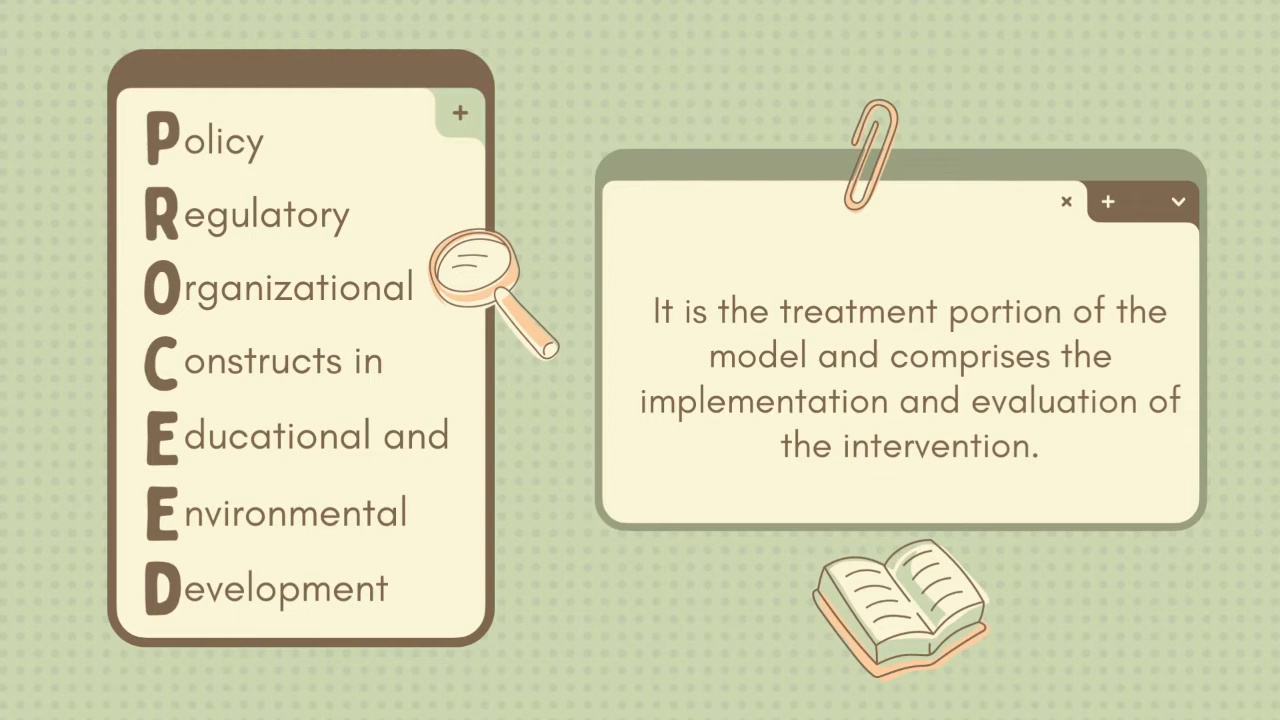 Policy
Regulatory
Organizational
Constructs in
Educational and
Environmental
Development
It is the treatment portion of the
model and comprises the
implementation and evaluation of
the intervention.